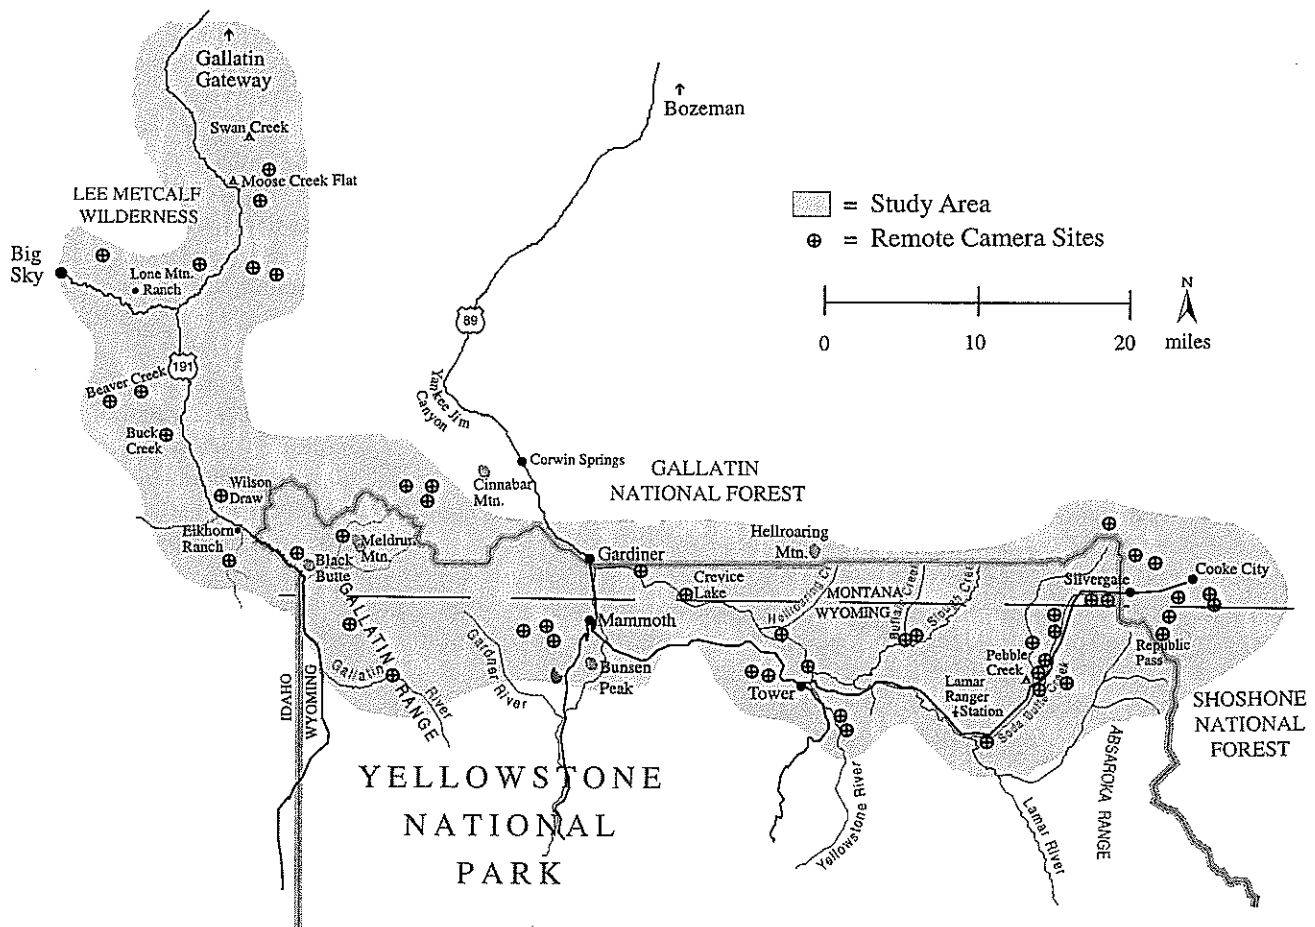 ↑
Gallatin
Gateway
↑
Bozeman
Swan Creek
Moose Creek Flat
LEE METCALF
WILDERNESS
= Study Area
= Remote Camera Sites
Big
Sky
Lone Mtn.
Ranch
N
0 10 20 miles
89
191
Yankee Jim
Canyon
Beaver Creek
Buck
Creek
Corwin Springs
Wilson
Draw
Cinnabar
Mtn.
GALLATIN
NATIONAL FOREST
Elkhorn
Ranch
Meldrum
Mtn.
Hellroaring
Mtn.
Black
Butte
Gardiner
Crevice
Lake
Hellroaring Cr.
Buffalo Creek
Slough Creek
MONTANA
WYOMING
Silvergate
Cooke City
Mammoth
GALLATIN RANGE
Gallatin River
Gardner River
Bunsen
Peak
Tower
Pebble
Creek
Republic
Pass
Lamar
Ranger
Station
Soda Butte Creek
IDAHO
WYOMING
SHOSHONE
NATIONAL
FOREST
ABSAROKA RANGE
YELLOWSTONE
NATIONAL
PARK
Yellowstone River
Lamar River